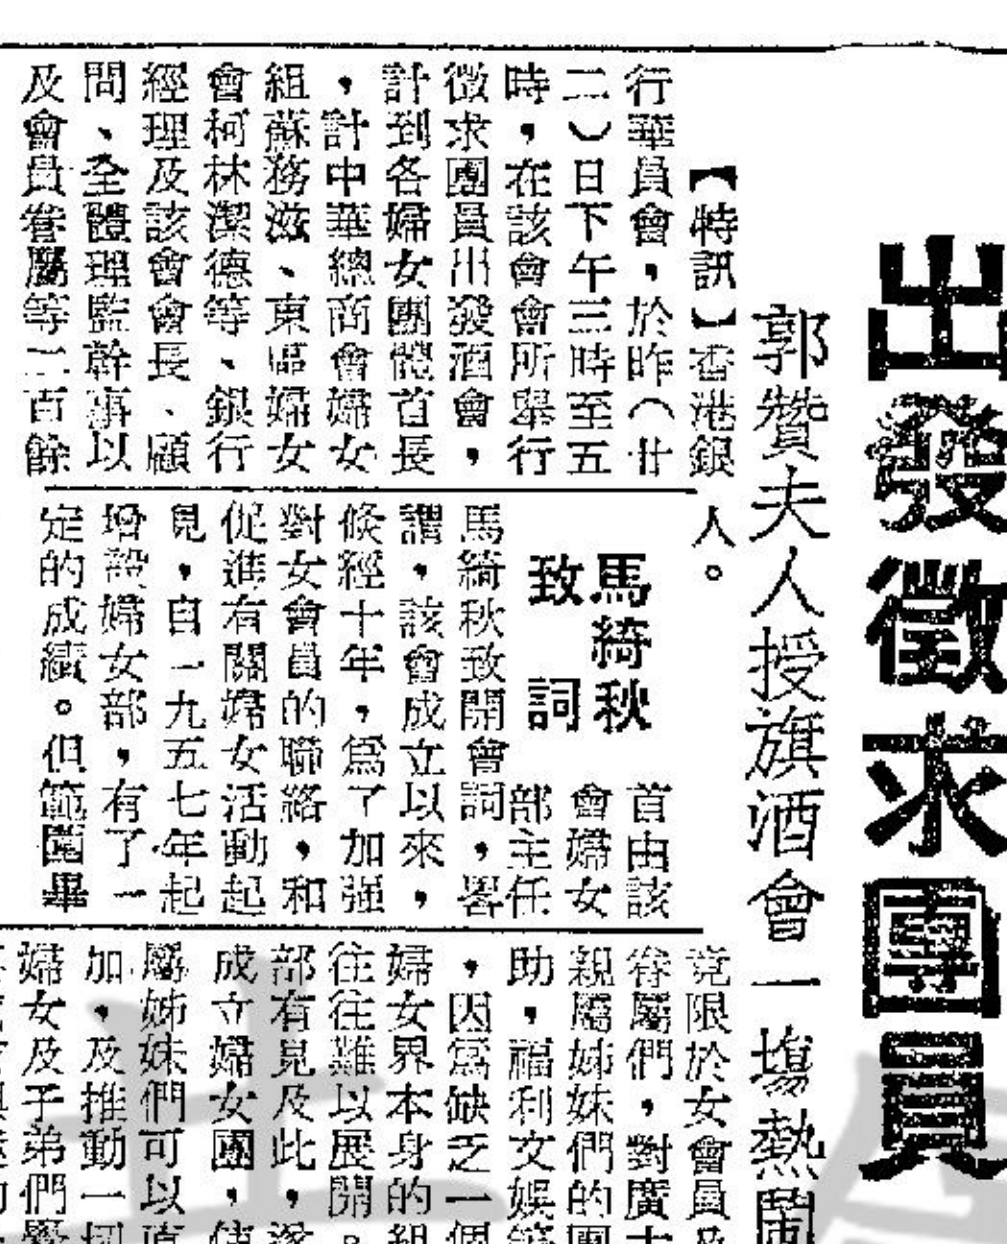 出發徵求團員
郭贊夫人授旗酒會一塲熱鬧
【特訊】香港銀
行華員會,於昨(廿
二)日下午三時至五
時,在該會會所舉行
徵求團員出發酒會,
計到各婦女團體首長
,計中華總商會婦女
組蘇務滋、東區婦女
會柯林潔德等、銀行
經理及該會會長、顧
問、全體理監幹事以
及會員眷屬等二百餘
人。
馬綺秋
致詞
首由該
會婦女
部主任
馬綺秋致開會詞,畧
謂,該會成立以來,
倏經十年,爲了加强
對女會員的聯絡,和
促進有關婦女活動起
見,自一九五七年起
增設婦女部,有了一
定的成績。但範圍畢
竟限於女會員及
眷屬們,對廣大
親屬姊妹們的團
助,福利文娛等
,因爲缺乏一個
婦女界本身的組
往往難以展開。
部有見及此,遂
成立婦女團,使
屬姊妹們可以直
加,及推動一切
婦女及子弟們